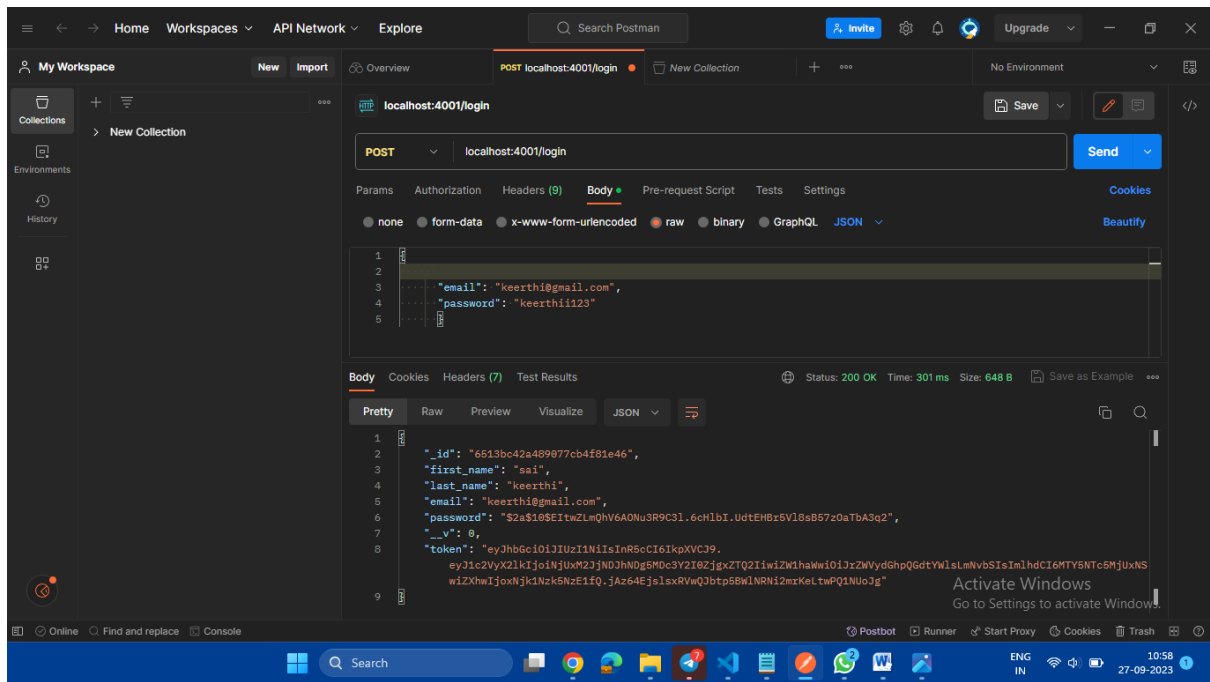 Home Workspaces API Network Explore Search Postman Invite Upgrade
My Workspace New Import Overview POST localhost:4001/login New Collection No Environment
Collections
New Collection
Environments
History
HTTP localhost:4001/login Save
POST localhost:4001/login Send
Params Authorization Headers (9) Body Pre-request Script Tests Settings Cookies
none form-data x-www-form-urlencoded raw binary GraphQL JSON Beautify
1 {
2
3 "email": "keerthi@gmail.com",
4 "password": "keerthii123"
5 }
Body Cookies Headers (7) Test Results Status: 200 OK Time: 301 ms Size: 648 B Save as Example
Pretty Raw Preview Visualize JSON
1 {
2 "_id": "6513bc42a489077cb4f81e46",
3 "first_name": "sai",
4 "last_name": "keerthi",
5 "email": "keerthi@gmail.com",
6 "password": "$2a$10$EItwZLmQhV6AONu3R9C3l.6cHlbI.UdtEHBr5Vl8sB57zOaTbA3q2",
7 "__v": 0,
8 "token": "eyJhbGciOiJIUzI1NiIsInR5cCI6IkpXVCJ9.
eyJ1c2VyX2lkIjoiNjUxM2JjNDJhNDg5MDc3Y2I0ZjgxZTQ2IiwiZW1haWwiOiJrZWVydGhpQGdtYWlsLmNvbSIsImlhdCI6MTY5NTc5MjUxNS
wiZXhwIjoxNjk1Nzk5NzE1fQ.jAz64EjslsxRVwQJbtp5BWlNRNi2mrKeLtwPQ1NUoJg"
9 }
Activate Windows
Go to Settings to activate Windows.
Online Find and replace Console Postbot Runner Start Proxy Cookies Trash
Search
7
2
ENG
IN
10:58
27-09-2023
1